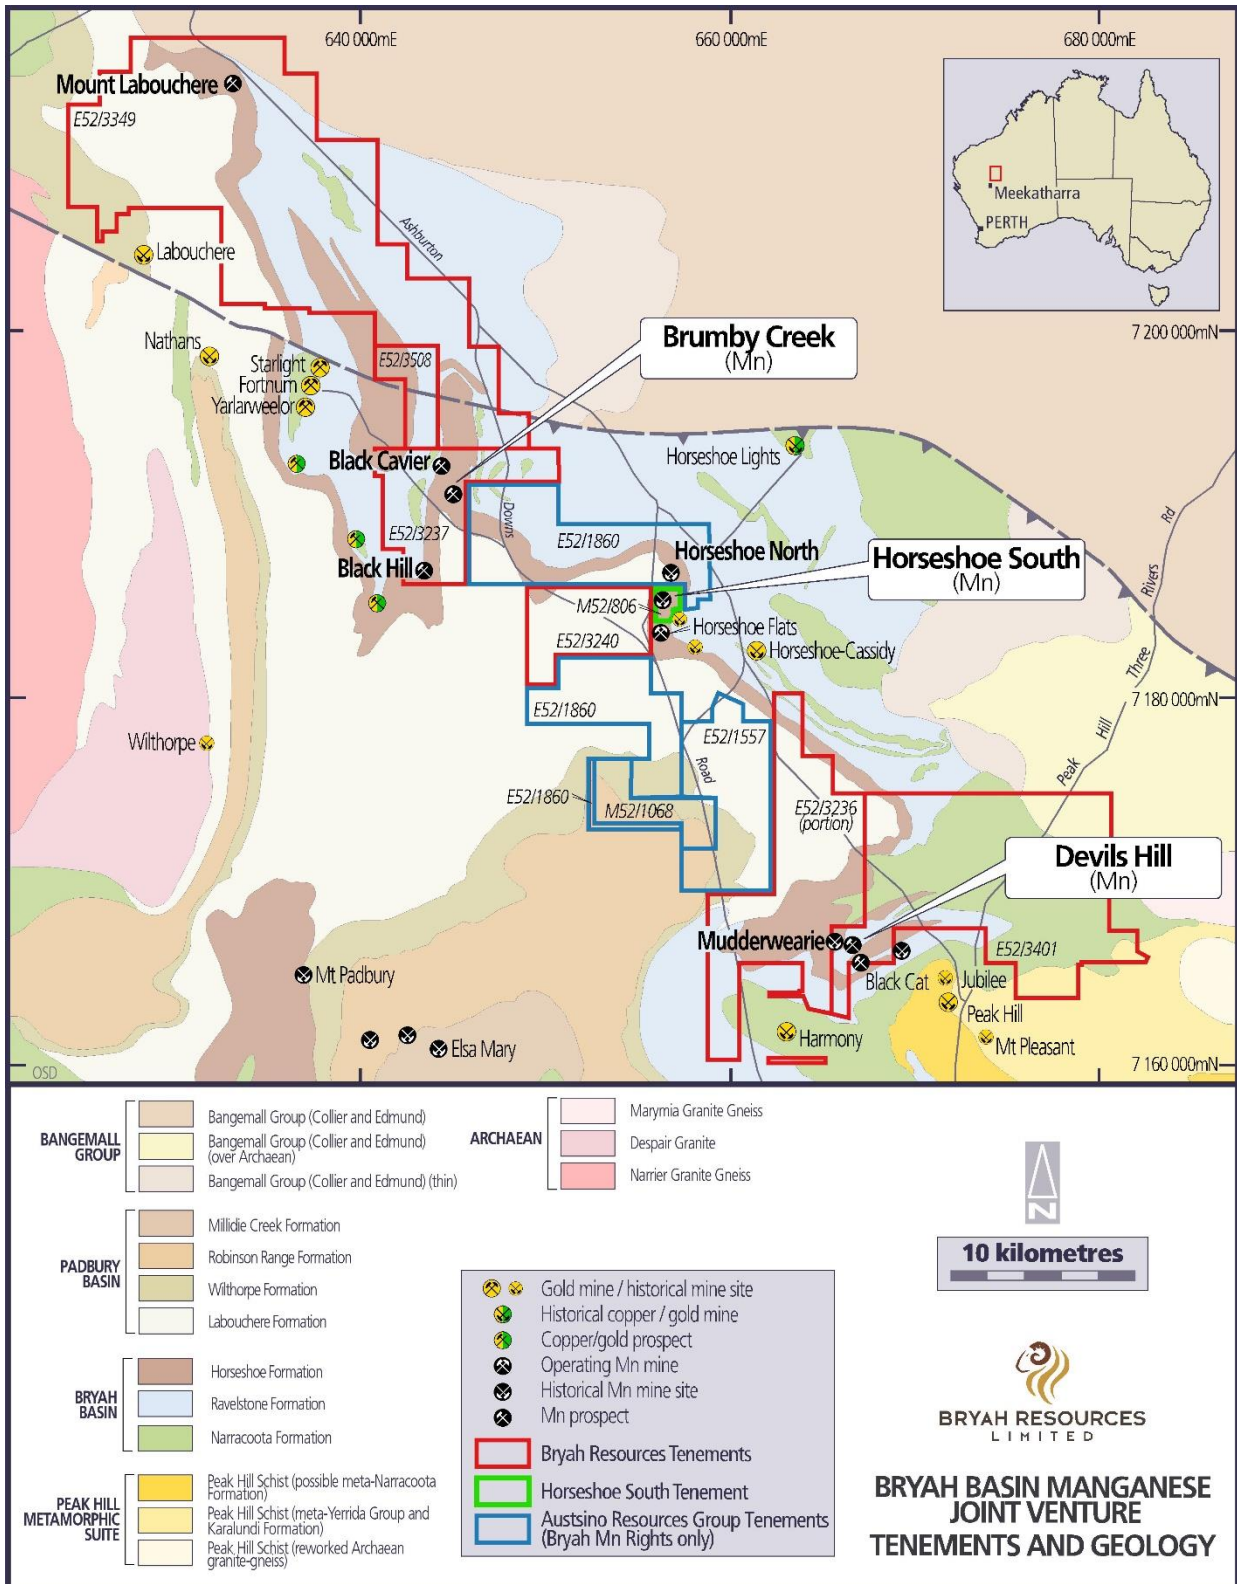 640 000mE
660 000mE
680 000mE
Mount Labouchere
E52/3349
Meekatharra
PERTH
Ashburton
Labouchere
7 200 000mN
Nathans
Brumby Creek
(Mn)
Starlight
E52/3508
Fortnum
Yarlarweelor
Horseshoe Lights
Black Cavier
Downs
Rd
E52/3237
E52/1860
Horseshoe North
Horseshoe South
(Mn)
Black Hill
Rivers
M52/806
Horseshoe Flats
E52/3240
Horseshoe-Cassidy
Three
7 180 000mN
E52/1860
Hill
Wilthorpe
E52/1557
Road
Peak
E52/1860
M52/1068
E52/3236
(portion)
Devils Hill
(Mn)
Mudderwearie
E52/3401
Mt Padbury
Black Cat
Jubilee
Peak Hill
Harmony
Mt Pleasant
Elsa Mary
OSD
7 160 000mN
BANGEMALL
GROUP
Bangemall Group (Collier and Edmund)
Bangemall Group (Collier and Edmund)
(over Archaean)
Bangemall Group (Collier and Edmund) (thin)
ARCHAEAN
Marymia Granite Gneiss
Despair Granite
Narrier Granite Gneiss
PADBURY
BASIN
Millidie Creek Formation
Robinson Range Formation
Wilthorpe Formation
Labouchere Formation
BRYAH
BASIN
Horseshoe Formation
Ravelstone Formation
Narracoota Formation
PEAK HILL
METAMORPHIC
SUITE
Peak Hill Schist (possible meta-Narracoota
Formation)
Peak Hill Schist (meta-Yerrida Group and
Karalundi Formation)
Peak Hill Schist (reworked Archaean
granite-gneiss)
Gold mine / historical mine site
Historical copper / gold mine
Copper/gold prospect
Operating Mn mine
Historical Mn mine site
Mn prospect
Bryah Resources Tenements
Horseshoe South Tenement
Austsino Resources Group Tenements
(Bryah Mn Rights only)
N
10 kilometres
BRYAH RESOURCES
LIMITED
BRYAH BASIN MANGANESE
JOINT VENTURE
TENEMENTS AND GEOLOGY